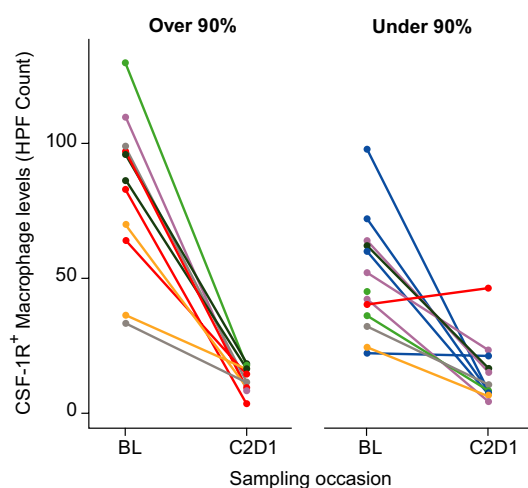 Over 90%
Under 90%
CSF-1R⁺ Macrophage levels (HPF Count)
100
50
0
BL
C2D1
BL
C2D1
Sampling occasion